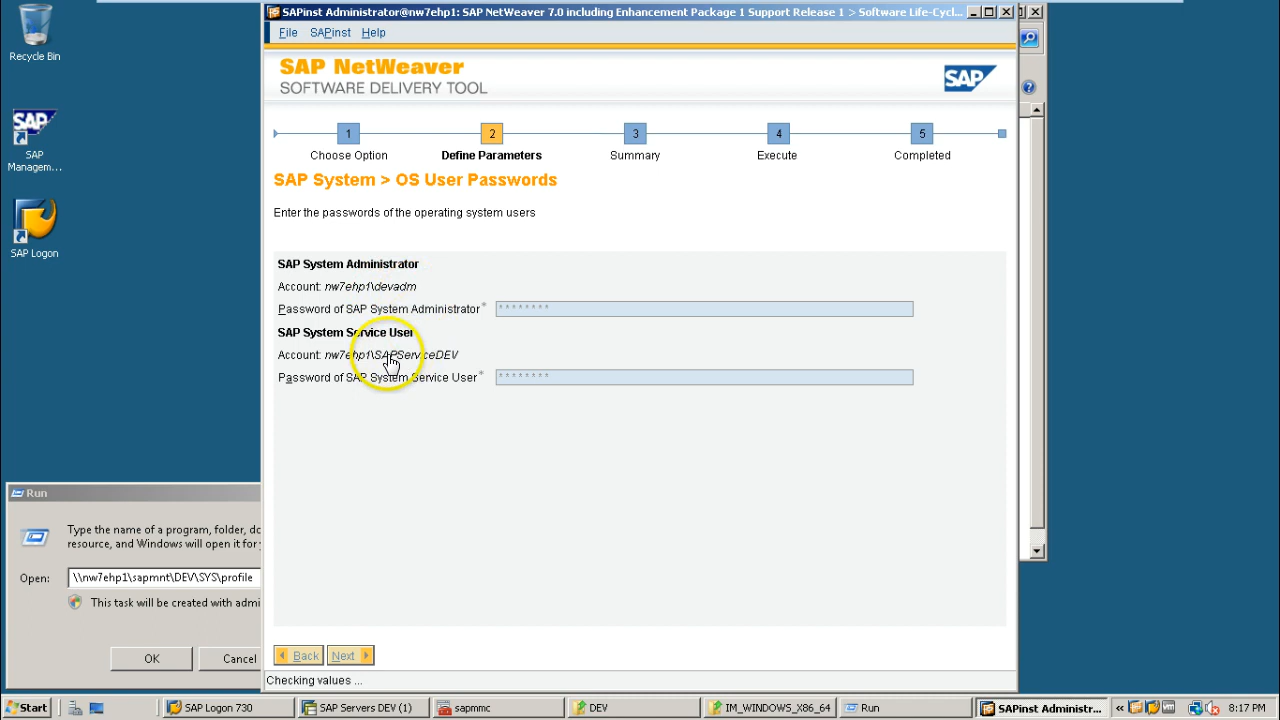 Recycle Bin
SAP
SAP
Managem...
SAP Logon
SAPinst Administrator@nw7ehp1: SAP NetWeaver 7.0 including Enhancement Package 1 Support Release 1 > Software Life-Cycl...
File SAPinst Help
SAP NetWeaver
SOFTWARE DELIVERY TOOL
SAP
1 2 3 4 5
Choose Option Define Parameters Summary Execute Completed
SAP System > OS User Passwords
Enter the passwords of the operating system users
SAP System Administrator
Account: nw7ehp1\devadm
Password of SAP System Administrator* ********
SAP System Service User
Account: nw7ehp1\SAPServiceDEV
Password of SAP System Service User* ********
Run
Type the name of a program, folder, do
resource, and Windows will open it for
Open: \\nw7ehp1\sapmnt\DEV\SYS\profile
This task will be created with admi
OK Cancel
Back Next
Checking values ...
Start SAP Logon 730 SAP Servers DEV (1) sapmmc DEV IM_WINDOWS_X86_64 Run SAPinst Administr... « 8:17 PM